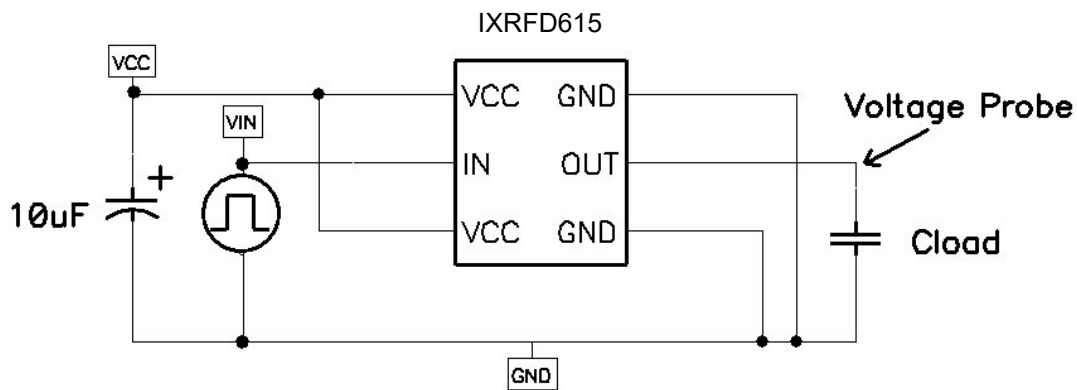 IXRFD615
VCC
VCC GND
Voltage Probe
VIN
IN OUT
+
10uF
VCC GND
Cload
GND